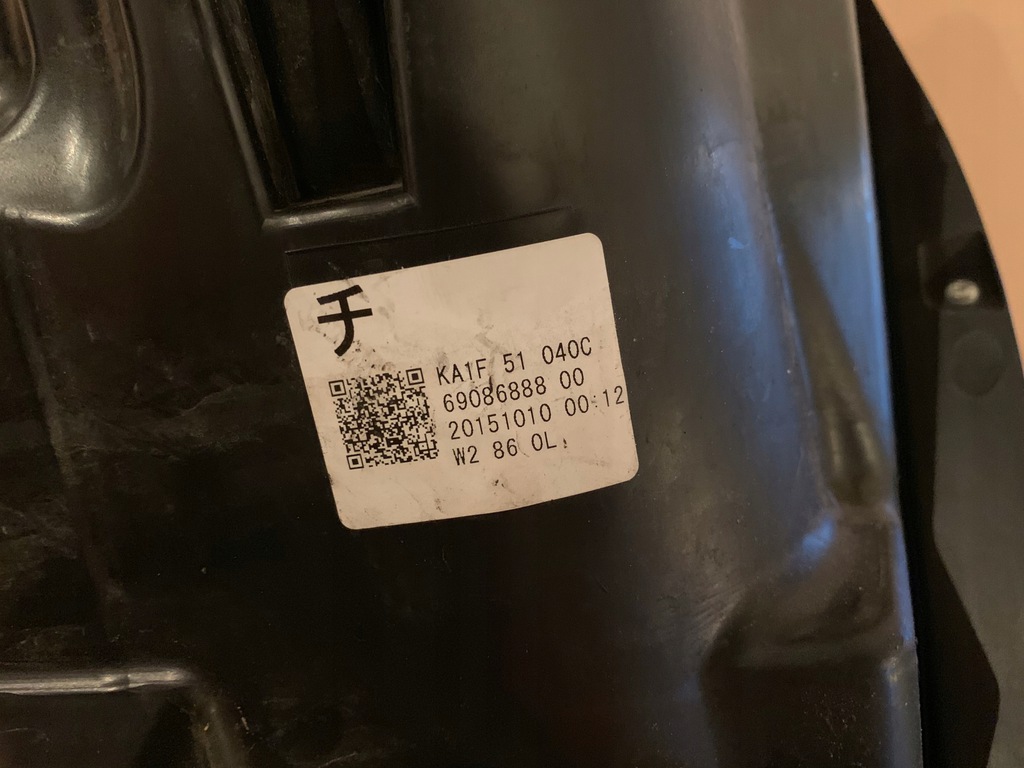 チ
KA1F 51 040C
69086888 00
20151010 00:12
W2 86 0L